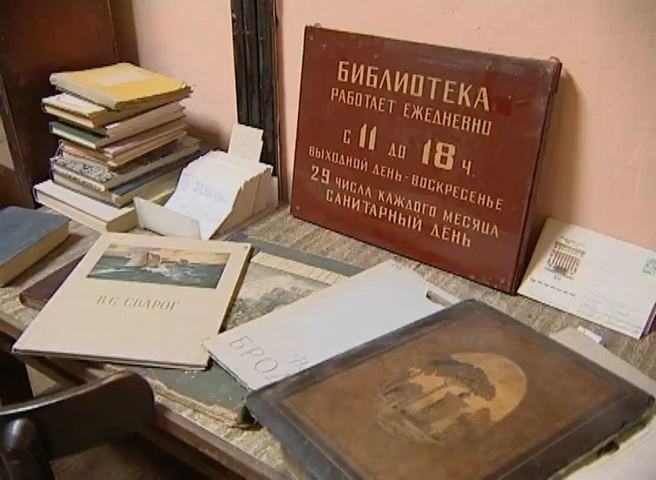 БИБЛИОТЕКА
РАБОТАЕТ ЕЖЕДНЕВНО
С 11 ДО 18 Ч.
ВЫХОДНОЙ ДЕНЬ - ВОСКРЕСЕНЬЕ
29 ЧИСЛА КАЖДОГО МЕСЯЦА
САНИТАРНЫЙ ДЕНЬ
В. С. СВАРОГ
БРО